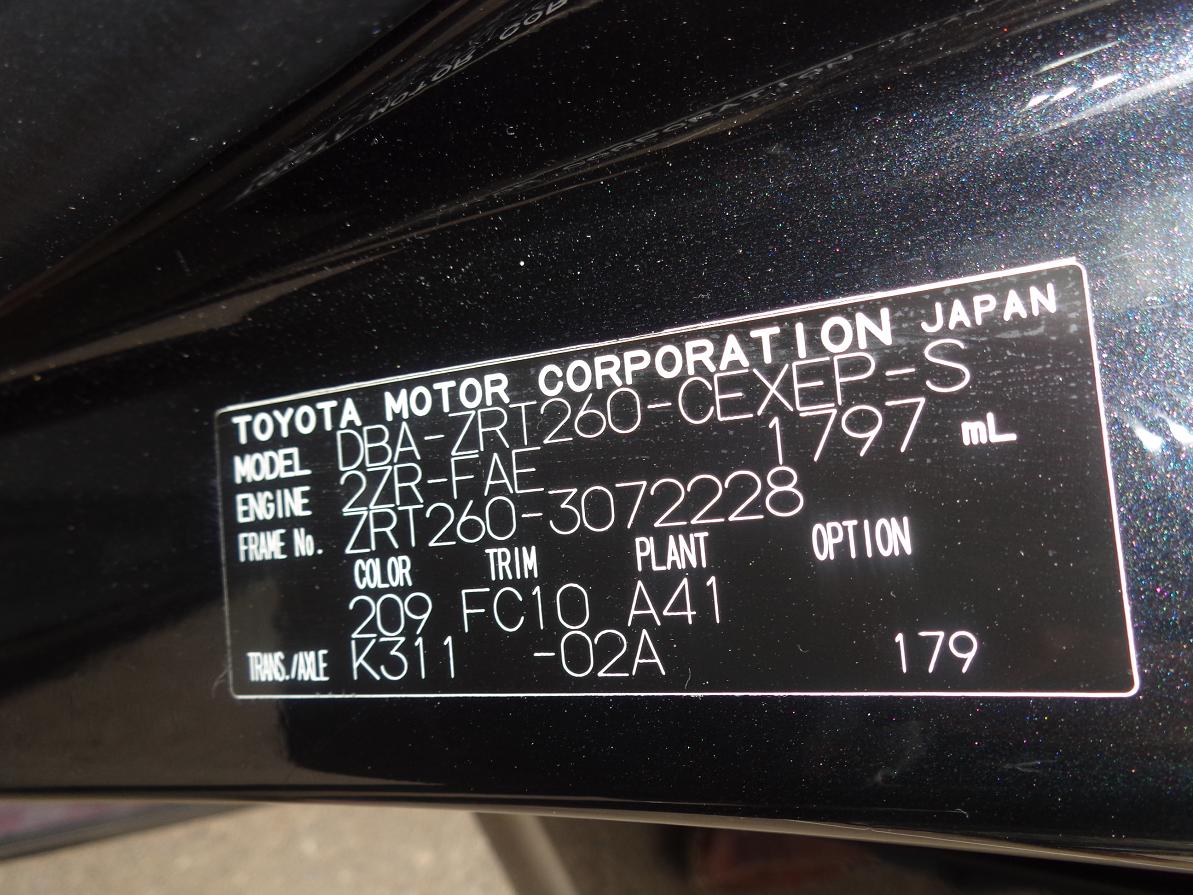 TOYOTA MOTOR CORPORATION JAPAN
MODEL DBA-ZRT260-CEXEP-S
ENGINE 2ZR-FAE 1797 mL
FRAME No. ZRT260-3072228
COLOR TRIM PLANT OPTION
209 FC10 A41
TRANS./AXLE K311 -02A 179